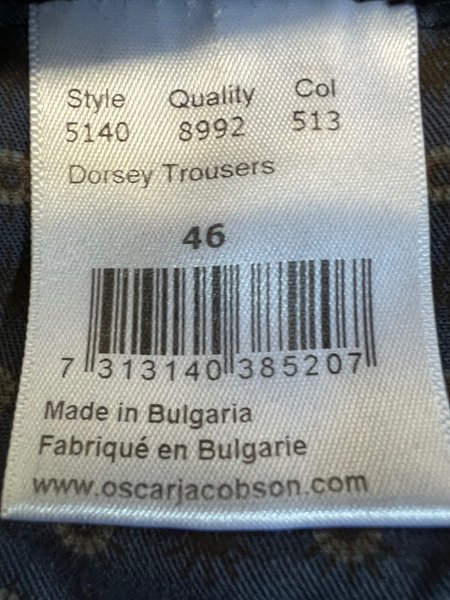 Style Quality Col
5140 8992 513
Dorsey Trousers
46
7 313140 385207
Made in Bulgaria
Fabriqué en Bulgarie
www.oscarjacobson.com